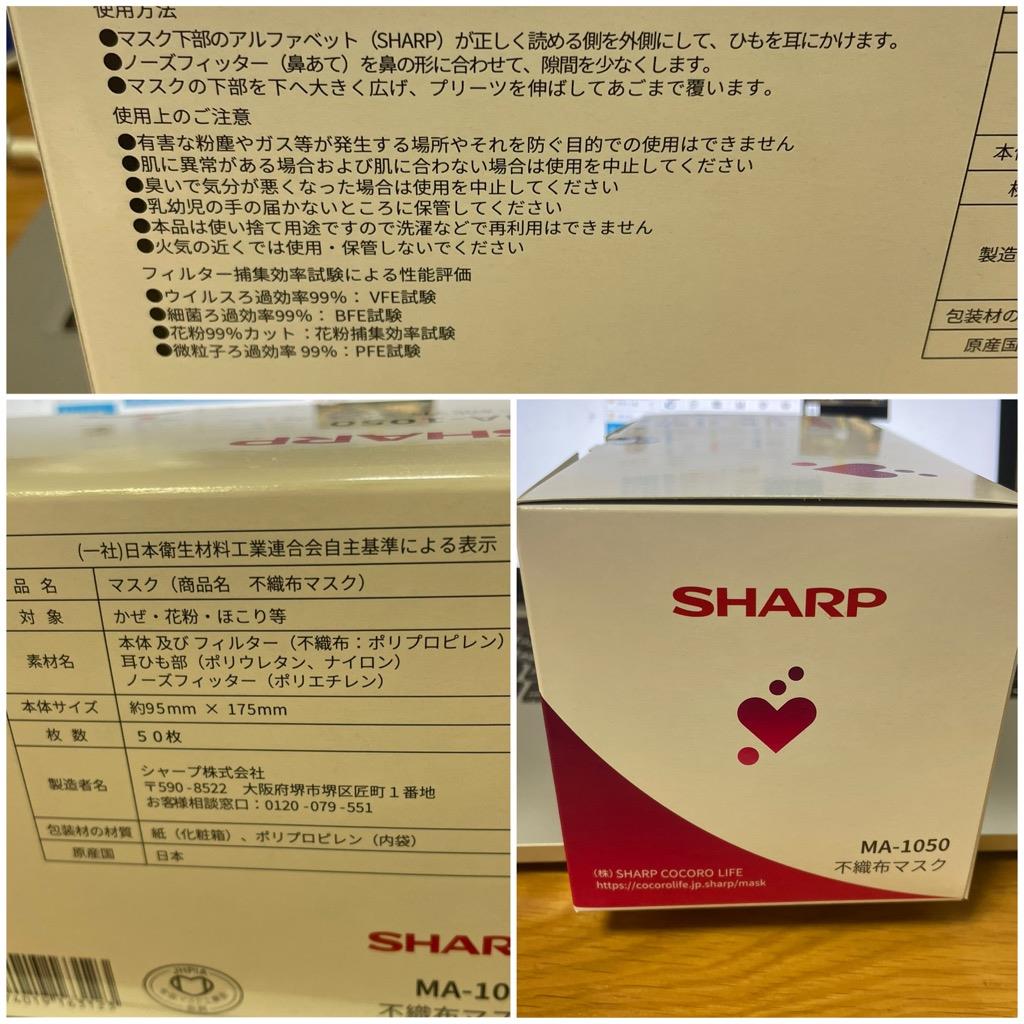 使用方法
●マスク下部のアルファベット（SHARP）が正しく読める側を外側にして、ひもを耳にかけます。
●ノーズフィッター（鼻あて）を鼻の形に合わせて、隙間を少なくします。
●マスクの下部を下へ大きく広げ、プリーツを伸ばしてあごまで覆います。
使用上のご注意
●有害な粉塵やガス等が発生する場所やそれを防ぐ目的での使用はできません
●肌に異常がある場合および肌に合わない場合は使用を中止してください
●臭いで気分が悪くなった場合は使用を中止してください
●乳幼児の手の届かないところに保管してください
●本品は使い捨て用途ですので洗濯などで再利用はできません
●火気の近くでは使用・保管しないでください
フィルター捕集効率試験による性能評価
●ウイルスろ過効率99%： VFE試験
●細菌ろ過効率99%： BFE試験
●花粉99%カット：花粉捕集効率試験
●微粒子ろ過効率 99%：PFE試験
本体
製造
包装材の
原産国
SHARP
A-1050
(一社)日本衛生材料工業連合会自主基準による表示
品 名 マスク（商品名 不織布マスク）
対 象 かぜ・花粉・ほこり等
素材名 本体 及び フィルター（不織布：ポリプロピレン）
耳ひも部（ポリウレタン、ナイロン）
ノーズフィッター（ポリエチレン）
本体サイズ 約95mm × 175mm
枚 数 50枚
製造者名 シャープ株式会社
〒590-8522 大阪府堺市堺区匠町1番地
お客様相談窓口：0120-079-551
包装材の材質 紙（化粧箱）、ポリプロピレン（内袋）
原産国 日本
SHAR
MA-10
不織布マス
JHPIA
SHARP
MA-1050
不織布マスク
（株）SHARP COCORO LIFE
https://cocorolife.jp.sharp/mask